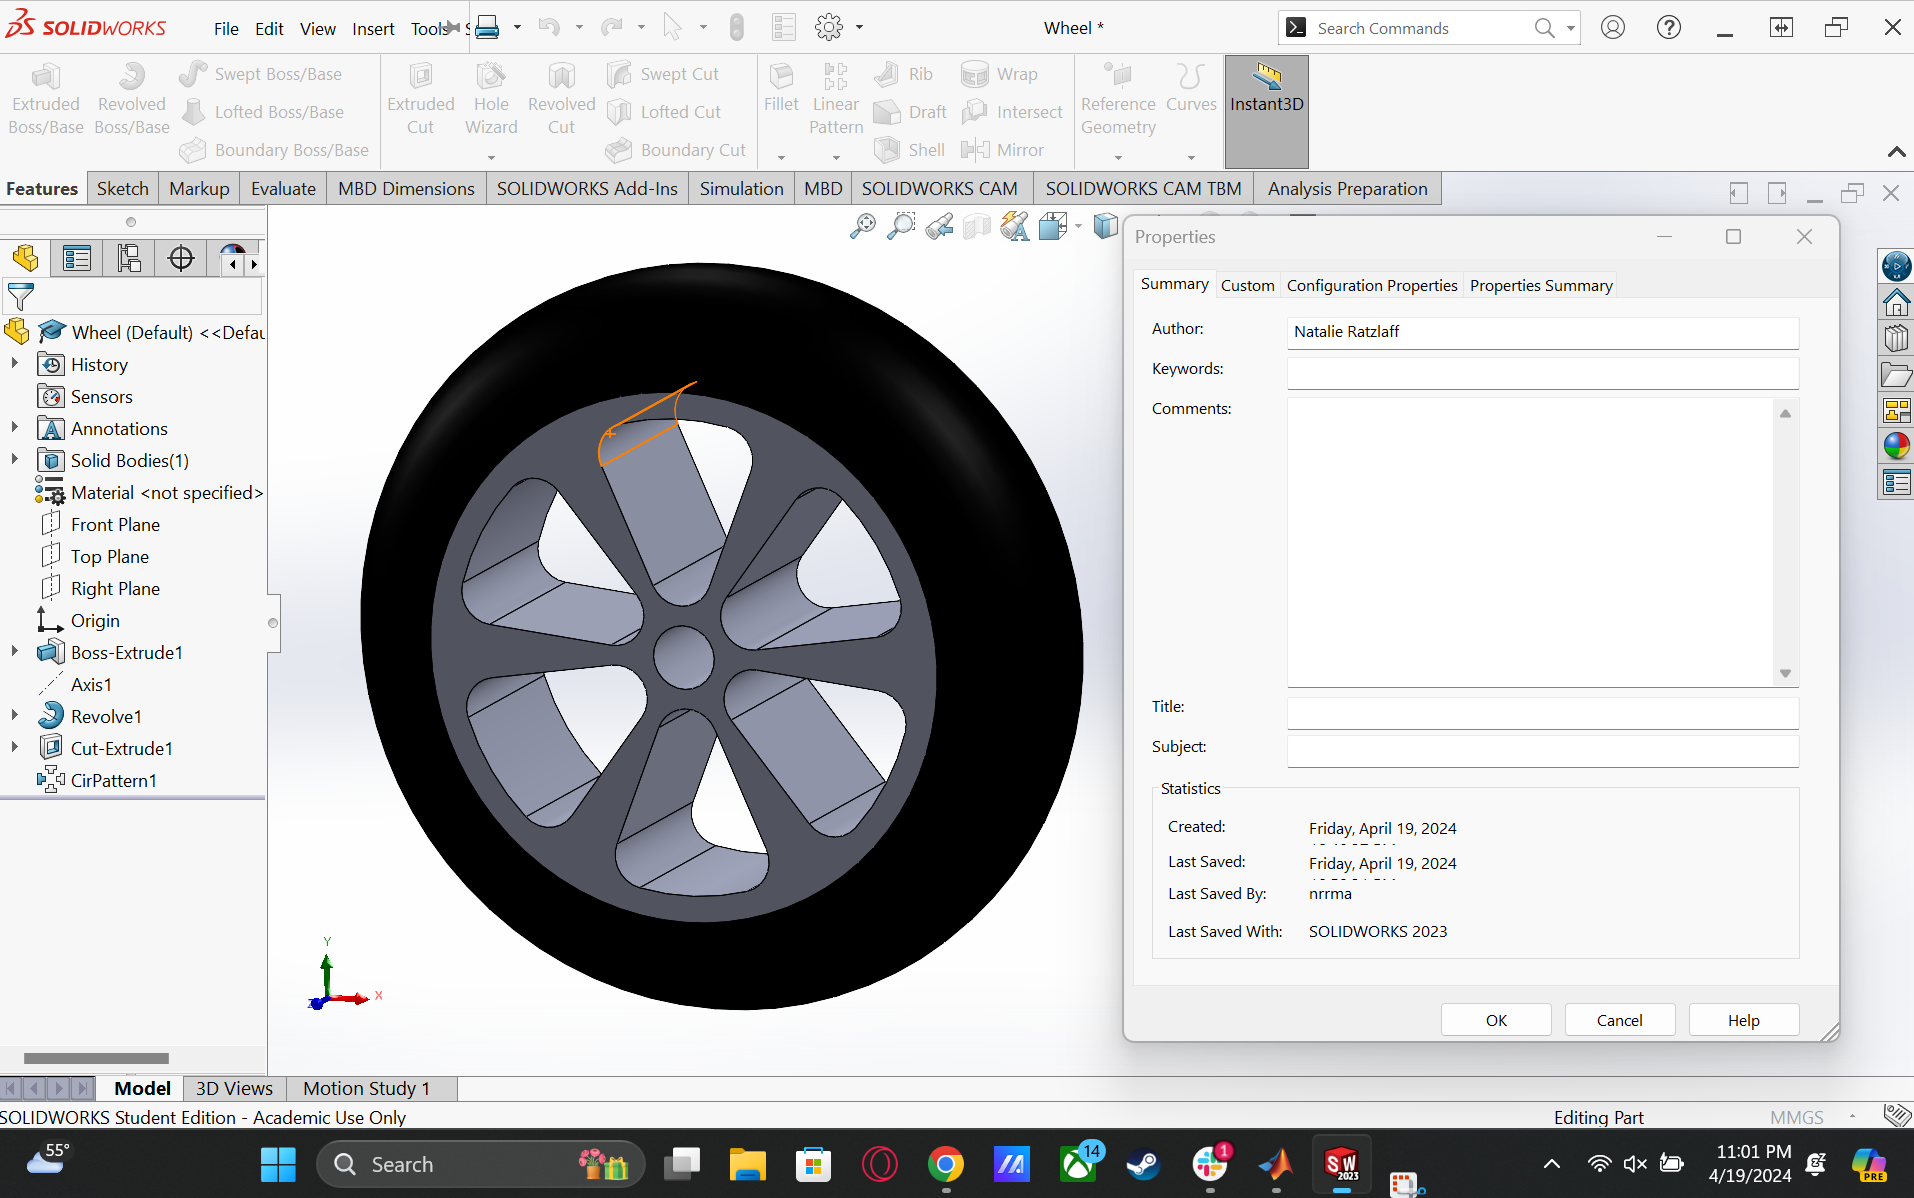 SOLIDWORKS File Edit View Insert Tools S Wheel * Search Commands
Extruded Boss/Base
Revolved Boss/Base
Swept Boss/Base
Lofted Boss/Base
Boundary Boss/Base
Extruded Cut
Hole Wizard
Revolved Cut
Swept Cut
Lofted Cut
Boundary Cut
Fillet
Linear Pattern
Rib
Draft
Shell
Wrap
Intersect
Mirror
Reference Geometry
Curves
Instant3D
Features Sketch Markup Evaluate MBD Dimensions SOLIDWORKS Add-Ins Simulation MBD SOLIDWORKS CAM SOLIDWORKS CAM TBM Analysis Preparation
Wheel (Default) <<Defau
History
Sensors
Annotations
Solid Bodies(1)
Material <not specified>
Front Plane
Top Plane
Right Plane
Origin
Boss-Extrude1
Axis1
Revolve1
Cut-Extrude1
CirPattern1
Y
X
Z
Properties
Summary Custom Configuration Properties Properties Summary
Author: Natalie Ratzlaff
Keywords:
Comments:
Title:
Subject:
Statistics
Created: Friday, April 19, 2024
Last Saved: Friday, April 19, 2024
Last Saved By: nrrma
Last Saved With: SOLIDWORKS 2023
OK Cancel Help
Model 3D Views Motion Study 1
SOLIDWORKS Student Edition - Academic Use Only Editing Part MMGS
55°
Search
14
1
SW
2023
11:01 PM
4/19/2024
PRE